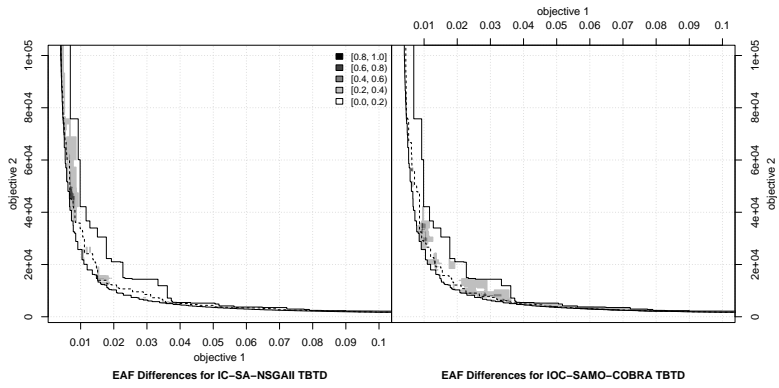 objective 1
0.01 0.02 0.03 0.04 0.05 0.06 0.07 0.08 0.09 0.1
[0.8, 1.0]
[0.6, 0.8)
[0.4, 0.6)
[0.2, 0.4)
[0.0, 0.2)
objective 2
1e+05
8e+04
6e+04
4e+04
2e+04
0
objective 2
1e+05
8e+04
6e+04
4e+04
2e+04
0
0.01 0.02 0.03 0.04 0.05 0.06 0.07 0.08 0.09 0.1
objective 1
EAF Differences for IC−SA−NSGAII TBTD
EAF Differences for IOC−SAMO−COBRA TBTD